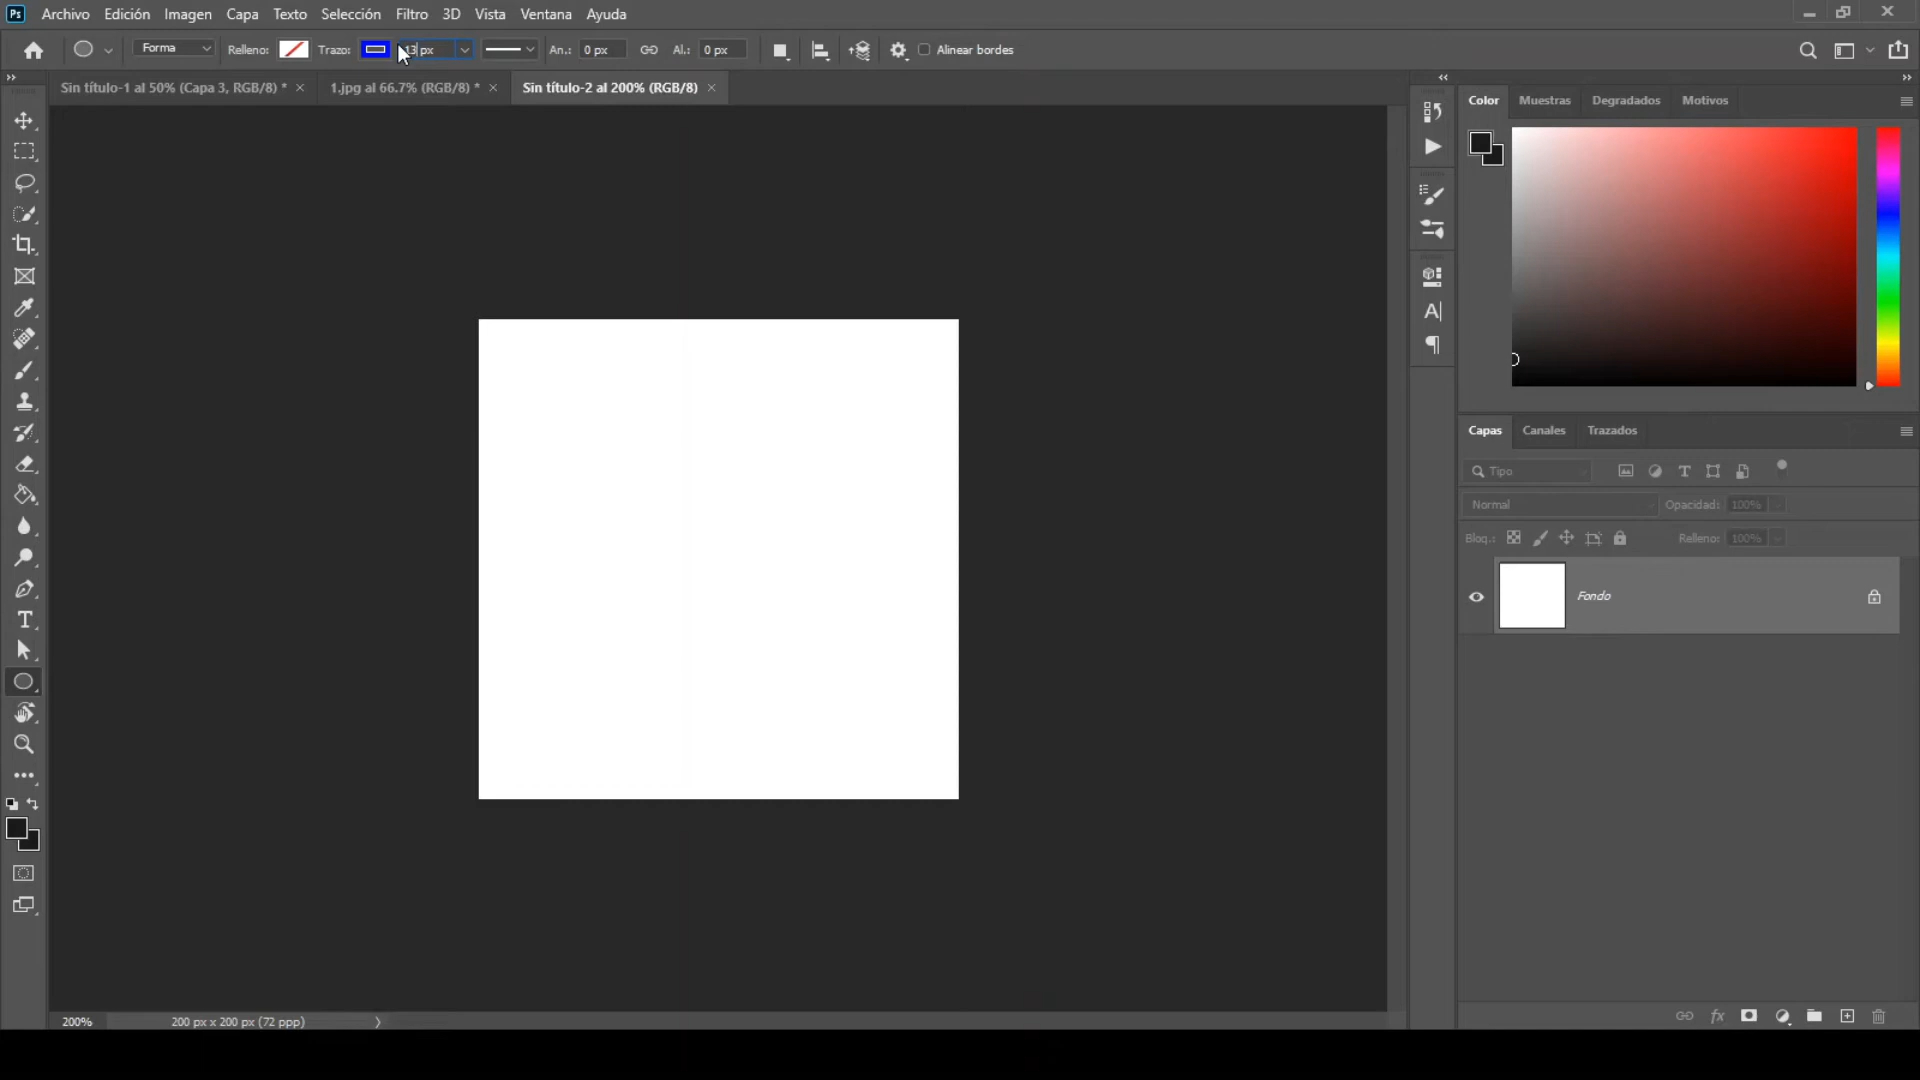 Ps Archivo Edición Imagen Capa Texto Selección Filtro 3D Vista Ventana Ayuda
Forma Relleno: Trazo: 13 px An.: 0 px Al.: 0 px Alinear bordes
Sin título-1 al 50% (Capa 3, RGB/8) * 1.jpg al 66.7% (RGB/8) * Sin título-2 al 200% (RGB/8)
Color Muestras Degradados Motivos
Capas Canales Trazados
Tipo
Normal Opacidad: 100%
Bloq.: Relleno: 100%
Fondo
200% 200 px x 200 px (72 ppp)